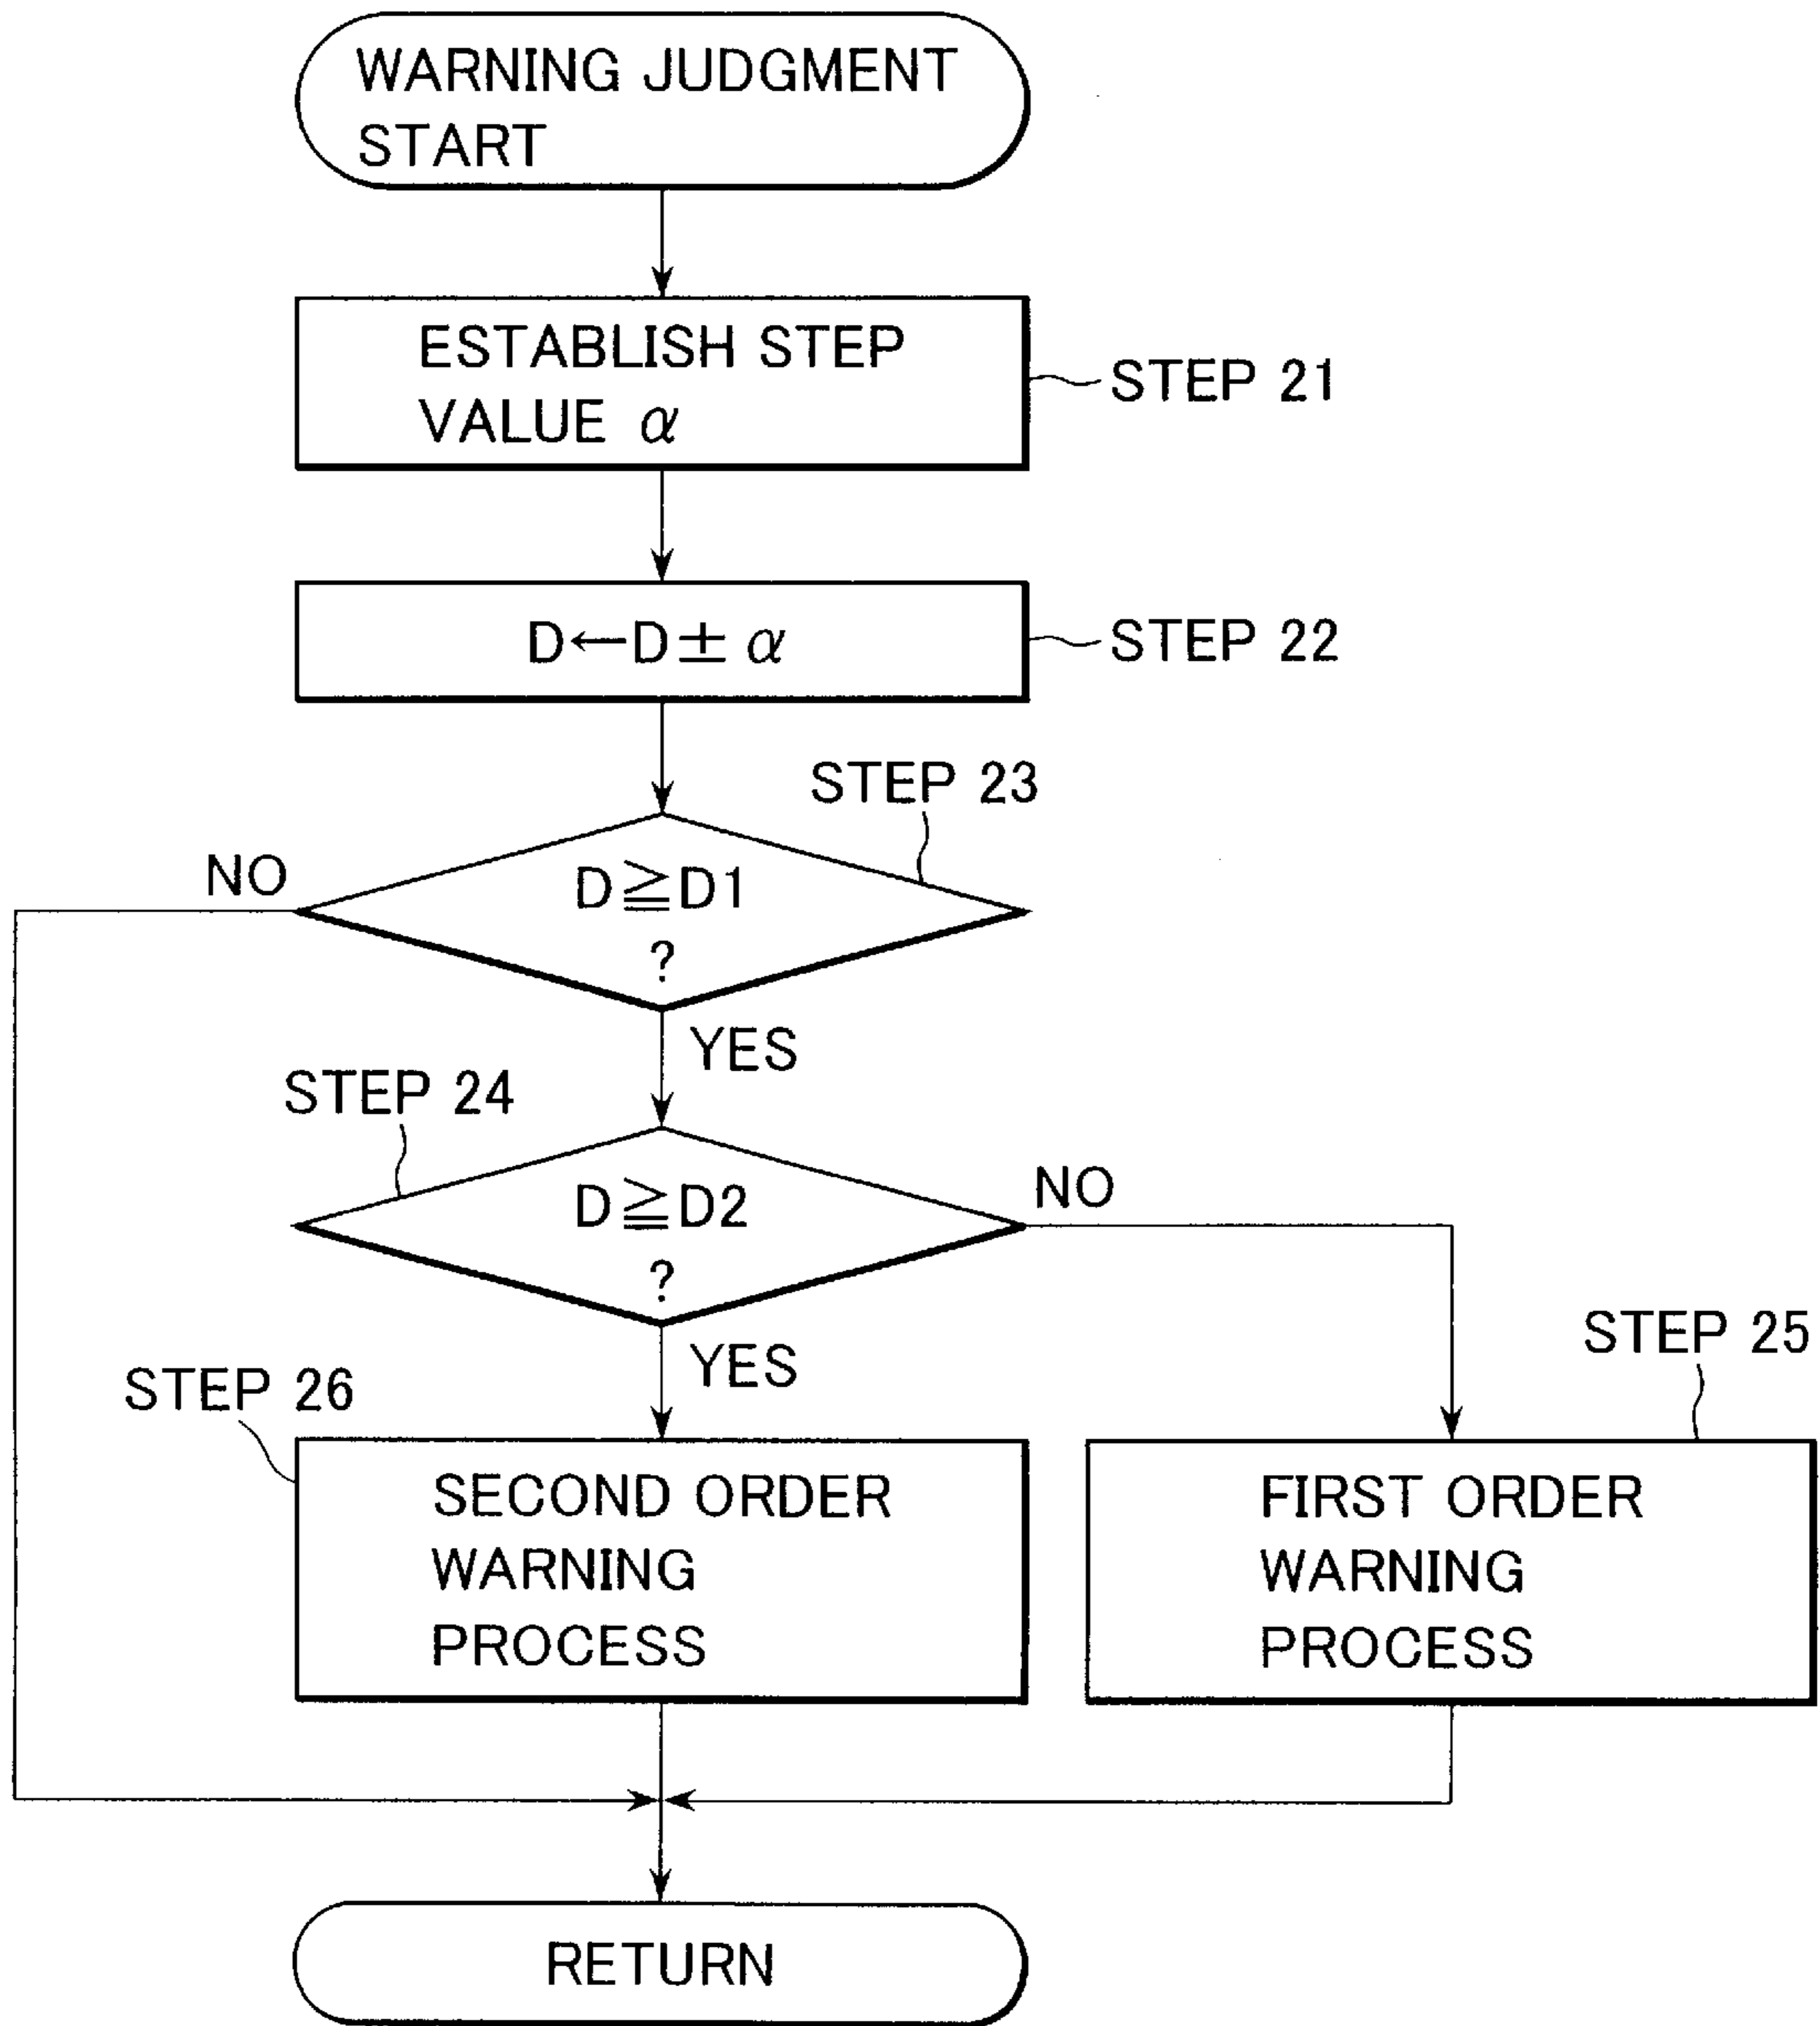 WARNING JUDGMENT
START
ESTABLISH STEP
VALUE α
STEP 21
D←D±α
STEP 22
STEP 23
NO
D≧D1
?
YES
STEP 24
D≧D2
?
NO
YES
STEP 25
STEP 26
SECOND ORDER
WARNING
PROCESS
FIRST ORDER
WARNING
PROCESS
RETURN